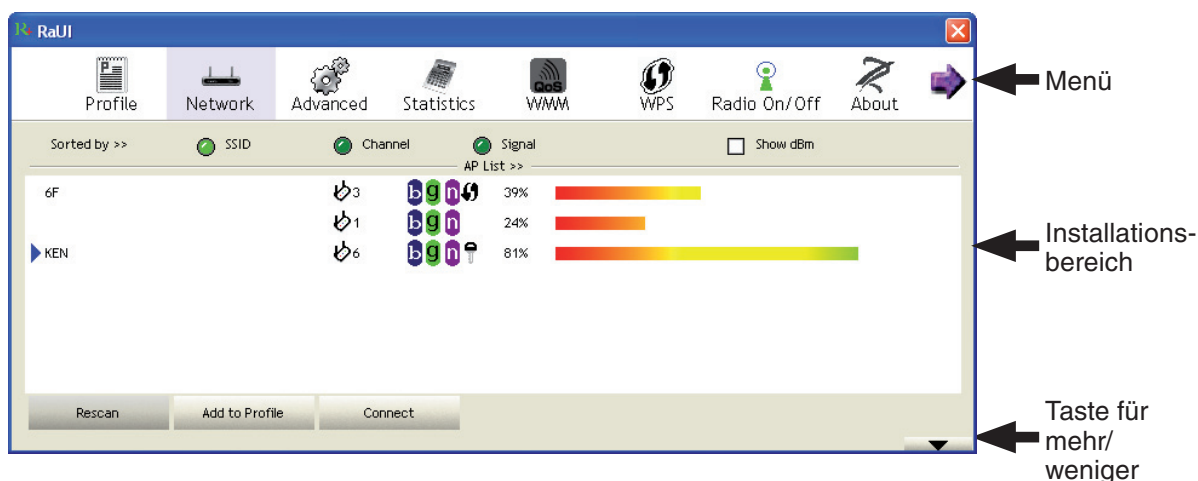 RaUI
Profile Network Advanced Statistics WMM WPS Radio On/Off About
QoS
Menü
Sorted by >> SSID Channel Signal Show dBm
AP List >>
6F 3 b g n 39%
1 b g n 24%
KEN 6 b g n 81%
Installations-
bereich
Rescan Add to Profile Connect
Taste für
mehr/
weniger